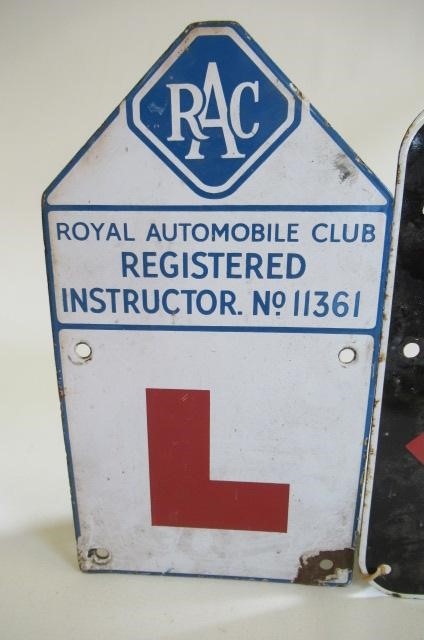 RAC
ROYAL AUTOMOBILE CLUB
REGISTERED
INSTRUCTOR. No 11361
L